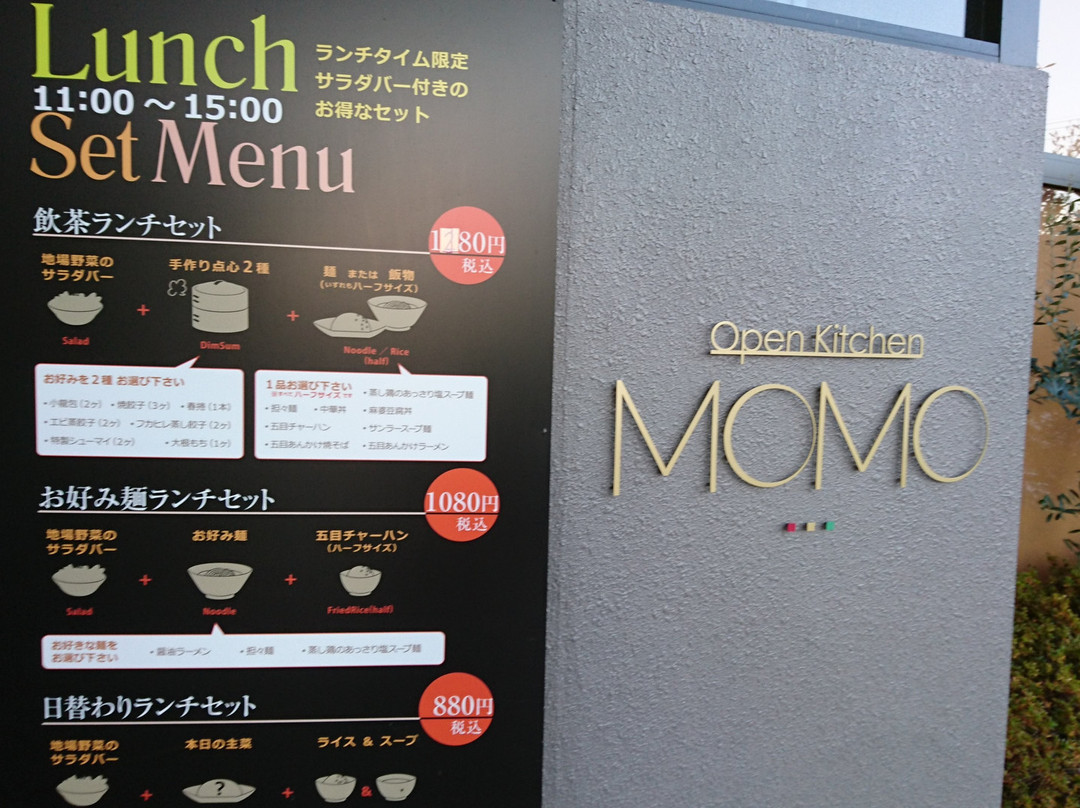 Lunch
11:00 〜 15:00
Set Menu
ランチタイム限定
サラダバー付きの
お得なセット
飲茶ランチセット
1280円
税込
地場野菜の
サラダバー
Salad
+
手作り点心2種
DimSum
+
麺 または 飯物
(いずれもハーフサイズ)
Noodle / Rice
(half)
お好みを2種 お選び下さい
・小龍包(2ヶ) ・焼餃子(3ヶ) ・春捲(1本)
・エビ蒸餃子(2ヶ) ・フカヒレ蒸し餃子(2ヶ)
・特製シューマイ(2ヶ) ・大根もち(1ヶ)
1品お選び下さい
・蒸し鶏のあっさり塩スープ麺
・担々麺 ・中華丼 ・麻婆豆腐丼
・五目チャーハン ・サンラースープ麺
・五目あんかけ焼そば ・五目あんかけラーメン
お好み麺ランチセット
1080円
税込
地場野菜の
サラダバー
Salad
+
お好み麺
Noodle
+
五目チャーハン
(ハーフサイズ)
FriedRice(half)
お好きな麺を
お選び下さい
・醤油ラーメン ・担々麺 ・蒸し鶏のあっさり塩スープ麺
日替わりランチセット
880円
税込
地場野菜の
サラダバー
+
本日の主菜
?
+
ライス & スープ
&
Open Kitchen
MOMO